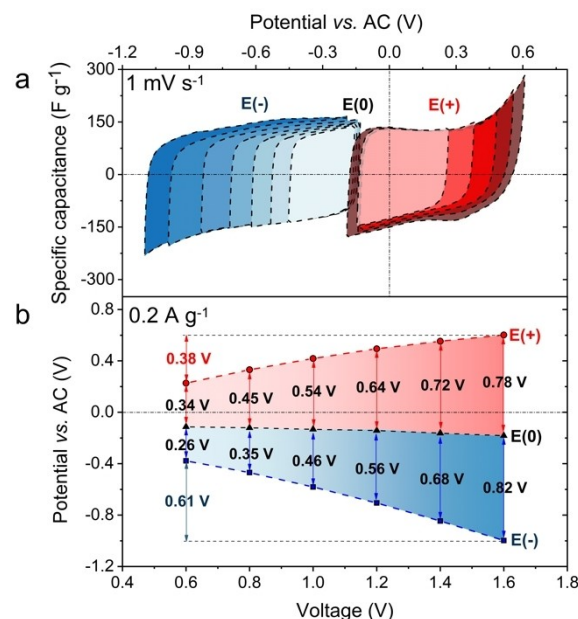 Potential vs. AC (V)
-1.2 -0.9 -0.6 -0.3 0.0 0.3 0.6
a
1 mV s⁻¹
E(-) E(0) E(+)
300
150
0
-150
-300
Specific capacitance (F g⁻¹)
b
0.2 A g⁻¹
0.8
0.4
0.0
-0.4
-0.8
-1.2
Potential vs. AC (V)
E(+)
0.38 V
0.34 V 0.45 V 0.54 V 0.64 V 0.72 V 0.78 V
E(0)
0.26 V 0.35 V 0.46 V 0.56 V 0.68 V 0.82 V
0.61 V
E(-)
0.4 0.6 0.8 1.0 1.2 1.4 1.6 1.8
Voltage (V)